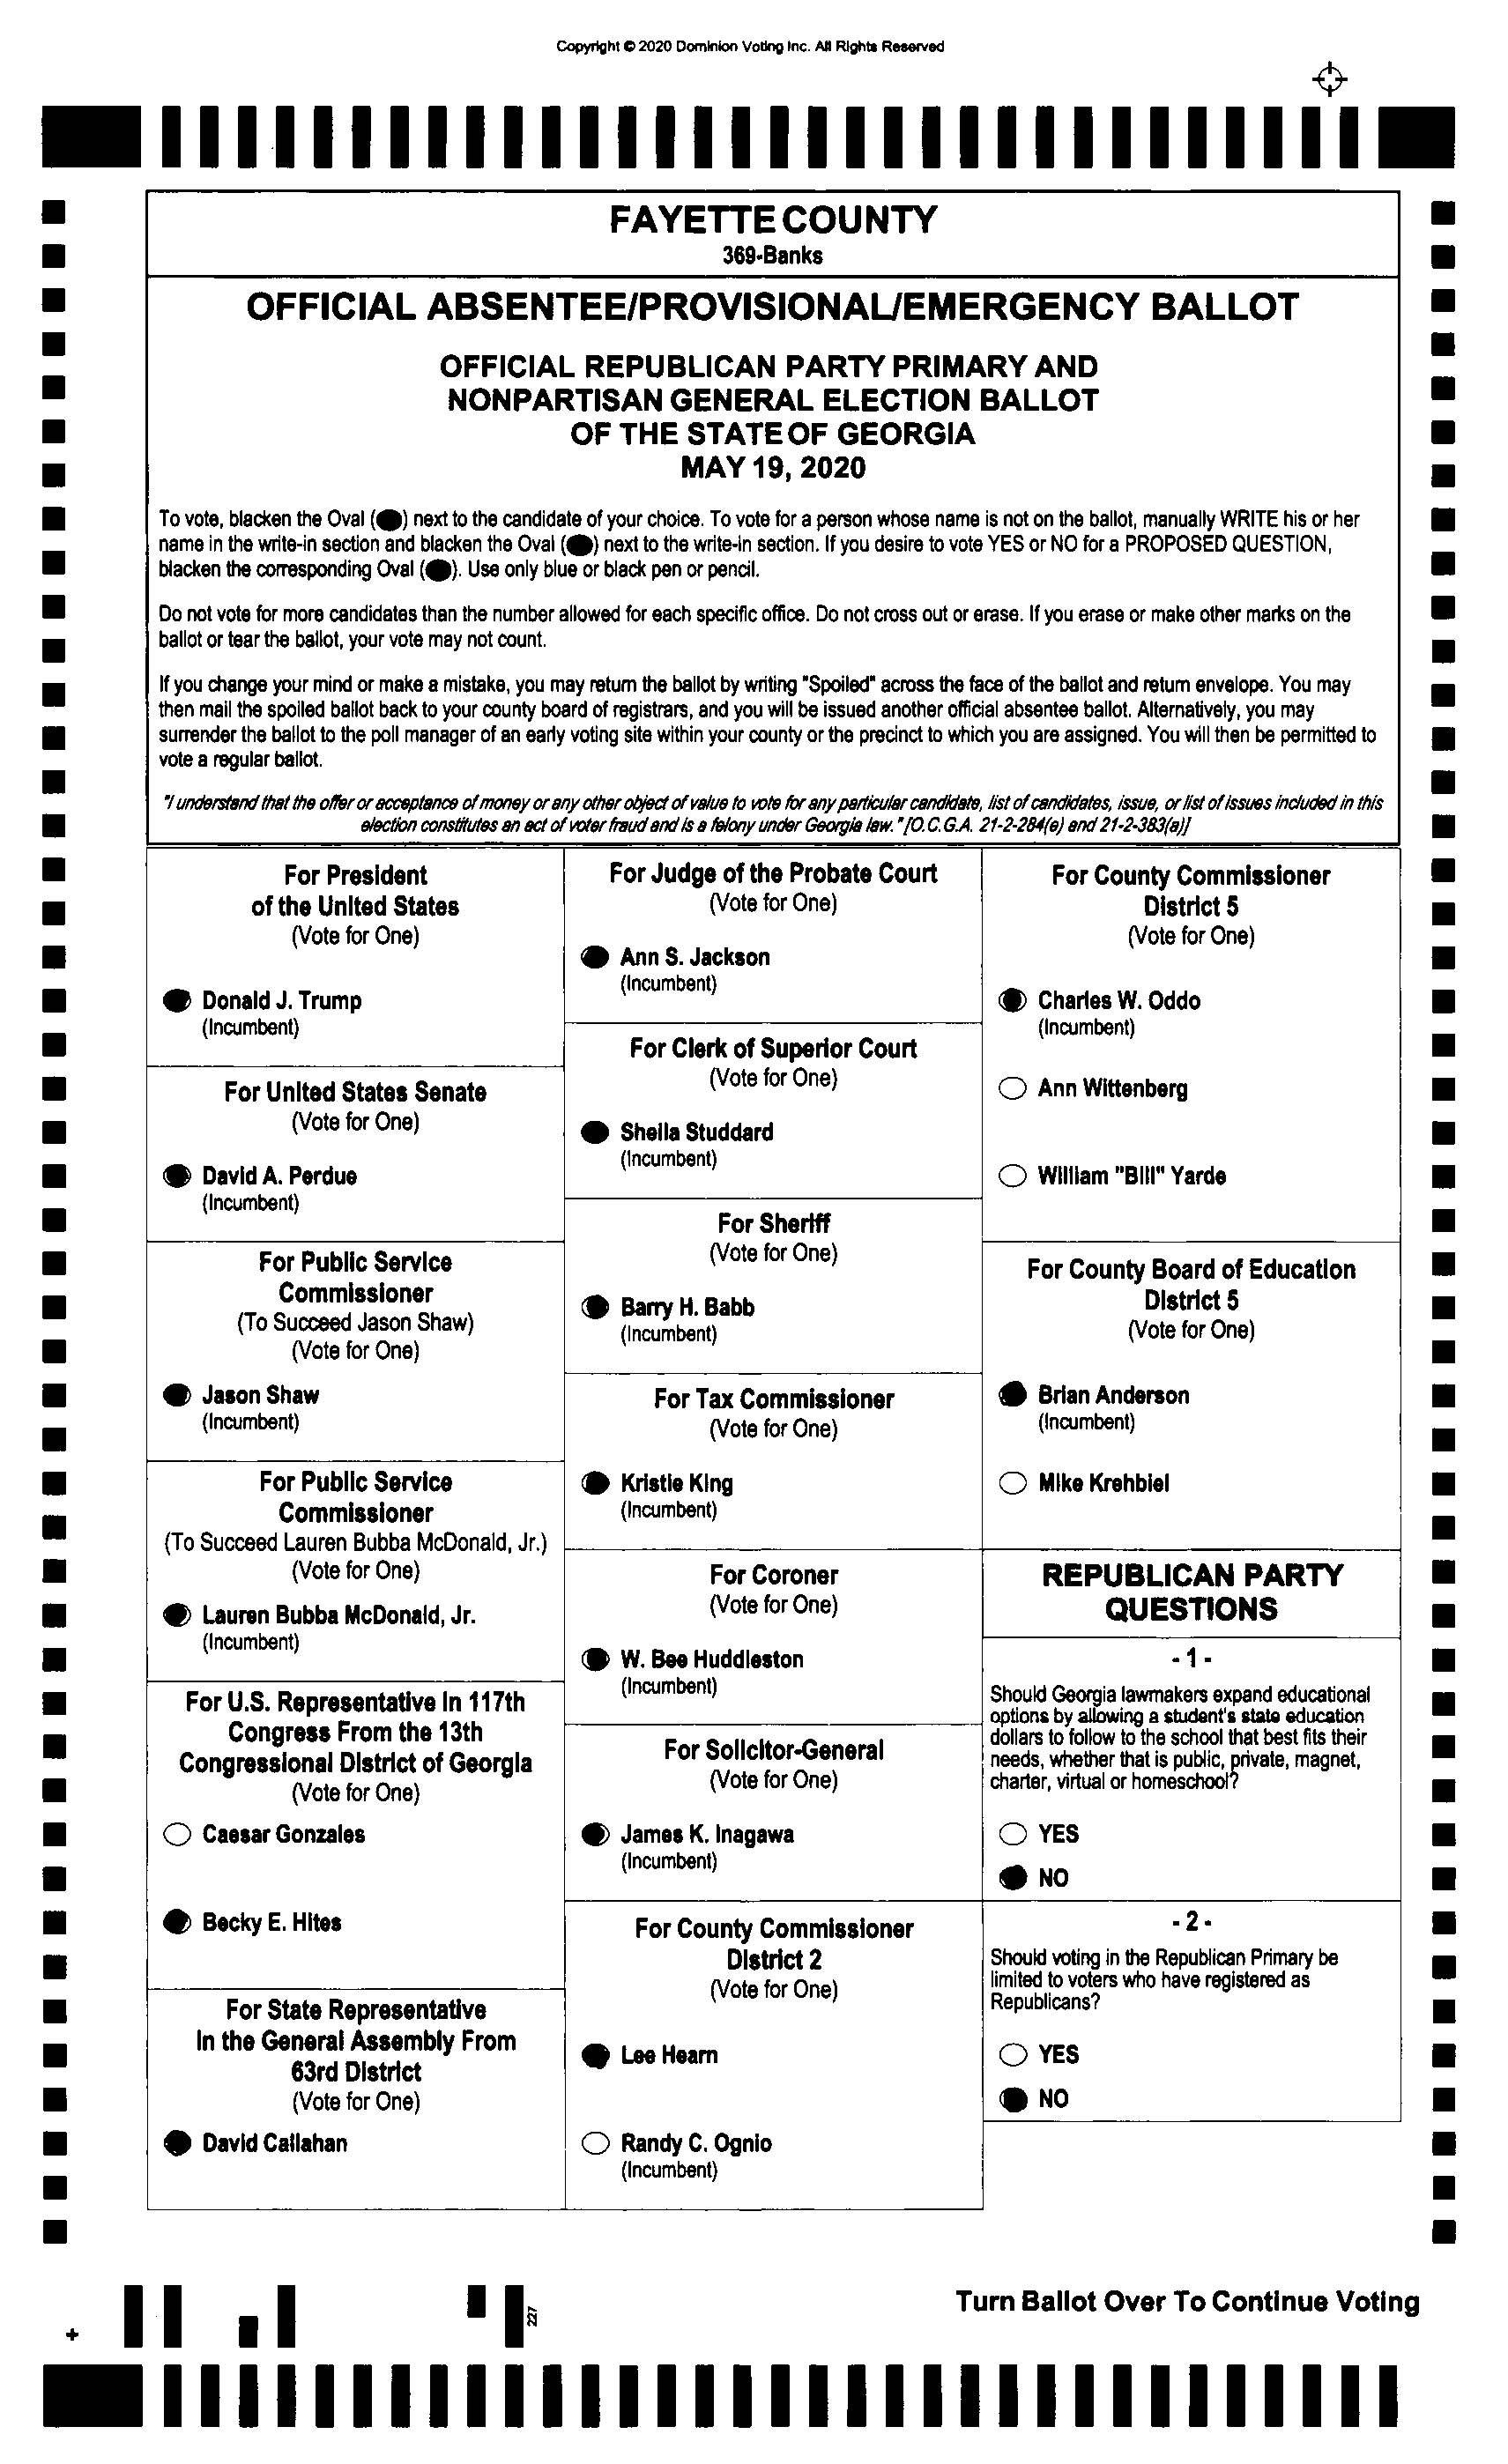 Copyright © 2020 Dominion Voting Inc. All Rights Reserved
FAYETTE COUNTY
369-Banks
OFFICIAL ABSENTEE/PROVISIONAL/EMERGENCY BALLOT
OFFICIAL REPUBLICAN PARTY PRIMARY AND
NONPARTISAN GENERAL ELECTION BALLOT
OF THE STATE OF GEORGIA
MAY 19, 2020
To vote, blacken the Oval ( ) next to the candidate of your choice. To vote for a person whose name is not on the ballot, manually WRITE his or her
name in the write-in section and blacken the Oval ( ) next to the write-in section. If you desire to vote YES or NO for a PROPOSED QUESTION,
blacken the corresponding Oval ( ). Use only blue or black pen or pencil.
Do not vote for more candidates than the number allowed for each specific office. Do not cross out or erase. If you erase or make other marks on the
ballot or tear the ballot, your vote may not count.
If you change your mind or make a mistake, you may return the ballot by writing "Spoiled" across the face of the ballot and return envelope. You may
then mail the spoiled ballot back to your county board of registrars, and you will be issued another official absentee ballot. Alternatively, you may
surrender the ballot to the poll manager of an early voting site within your county or the precinct to which you are assigned. You will then be permitted to
vote a regular ballot.
"I understand that the offer or acceptance of money or any other object of value to vote for any particular candidate, list of candidates, issue, or list of issues included in this
election constitutes an act of voter fraud and is a felony under Georgia law." [O.C.G.A. 21-2-284(e) and 21-2-383(a)]
For President
of the United States
(Vote for One)
Donald J. Trump
(Incumbent)
For United States Senate
(Vote for One)
David A. Perdue
(Incumbent)
For Public Service
Commissioner
(To Succeed Jason Shaw)
(Vote for One)
Jason Shaw
(Incumbent)
For Public Service
Commissioner
(To Succeed Lauren Bubba McDonald, Jr.)
(Vote for One)
Lauren Bubba McDonald, Jr.
(Incumbent)
For U.S. Representative in 117th
Congress From the 13th
Congressional District of Georgia
(Vote for One)
Caesar Gonzales
Becky E. Hites
For State Representative
In the General Assembly From
63rd District
(Vote for One)
David Callahan
For Judge of the Probate Court
(Vote for One)
Ann S. Jackson
(Incumbent)
For Clerk of Superior Court
(Vote for One)
Sheila Studdard
(Incumbent)
For Sheriff
(Vote for One)
Barry H. Babb
(Incumbent)
For Tax Commissioner
(Vote for One)
Kristie King
(Incumbent)
For Coroner
(Vote for One)
W. Bee Huddleston
(Incumbent)
For Solicitor-General
(Vote for One)
James K. Inagawa
(Incumbent)
For County Commissioner
District 2
(Vote for One)
Lee Hearn
Randy C. Ognio
(Incumbent)
For County Commissioner
District 5
(Vote for One)
Charles W. Oddo
(Incumbent)
Ann Wittenberg
William "Bill" Yarde
For County Board of Education
District 5
(Vote for One)
Brian Anderson
(Incumbent)
Mike Krehbiel
REPUBLICAN PARTY
QUESTIONS
- 1 -
Should Georgia lawmakers expand educational
options by allowing a student's state education
dollars to follow to the school that best fits their
needs, whether that is public, private, magnet,
charter, virtual or homeschool?
YES
NO
- 2 -
Should voting in the Republican Primary be
limited to voters who have registered as
Republicans?
YES
NO
227
Turn Ballot Over To Continue Voting
+